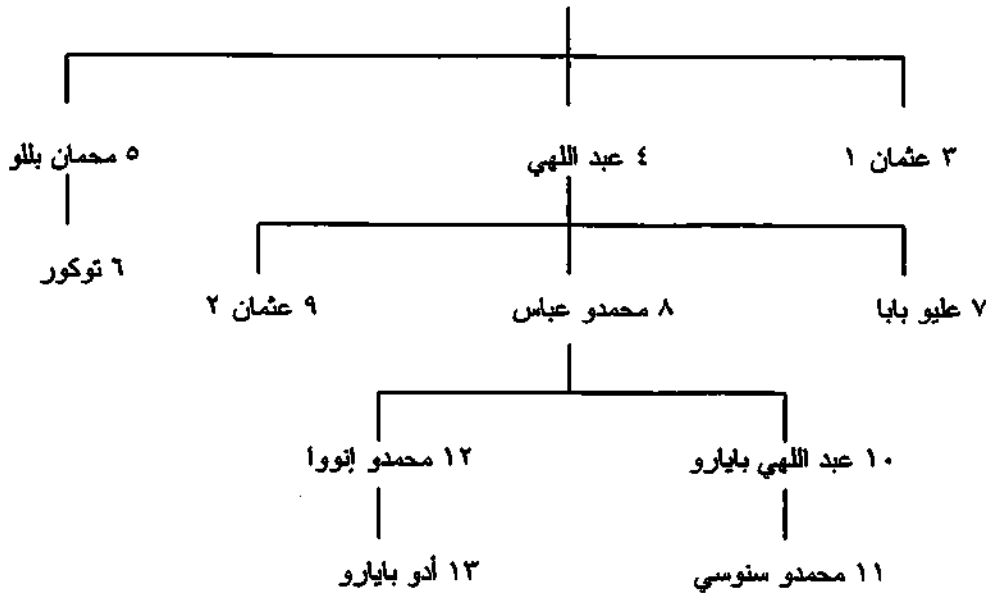 ٣ عثمان ١
٤ عبد اللهي
٥ محمان بللو
٦ توكور
٧ عليو بابا
٨ محمدو عباس
٩ عثمان ٢
١٠ عبد اللهي بايارو
١٢ محمدو إنووا
١١ محمدو سنوسي
١٣ أدو بايارو